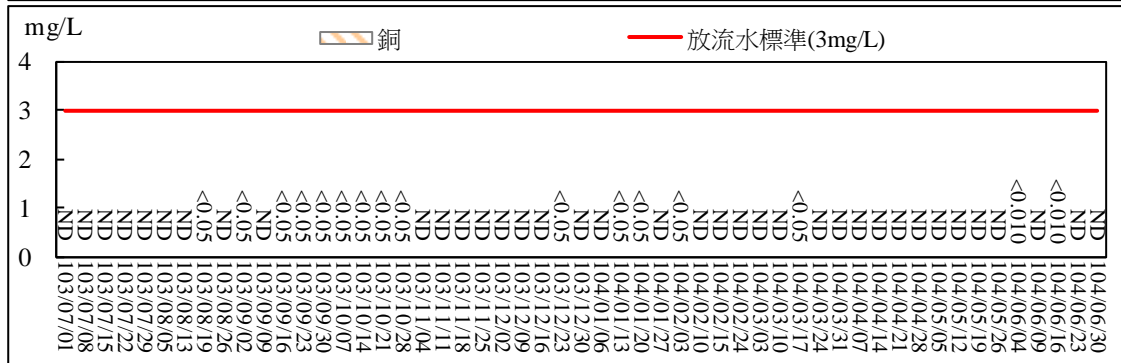 mg/L
銅
放流水標準(3mg/L)
4
3
2
1
0
ND
ND
ND
ND
ND
ND
ND
<0.05
ND
<0.05
ND
<0.05
<0.05
<0.05
<0.05
<0.05
<0.05
<0.05
ND
ND
ND
ND
ND
ND
ND
<0.05
ND
ND
<0.05
<0.05
ND
<0.05
ND
ND
ND
ND
ND
<0.05
ND
ND
ND
ND
ND
ND
ND
ND
ND
ND
<0.010
ND
<0.010
ND
ND
103/07/01
103/07/08
103/07/15
103/07/22
103/07/29
103/08/05
103/08/13
103/08/19
103/08/26
103/09/02
103/09/09
103/09/16
103/09/23
103/09/30
103/10/07
103/10/14
103/10/21
103/10/28
103/11/04
103/11/11
103/11/18
103/11/25
103/12/02
103/12/09
103/12/16
103/12/23
103/12/30
104/01/06
104/01/13
104/01/20
104/01/27
104/02/03
104/02/10
104/02/14
104/02/24
104/03/03
104/03/10
104/03/17
104/03/24
104/03/31
104/04/07
104/04/14
104/04/21
104/04/28
104/05/05
104/05/12
104/05/19
104/05/26
104/06/04
104/06/09
104/06/16
104/06/23
104/06/30